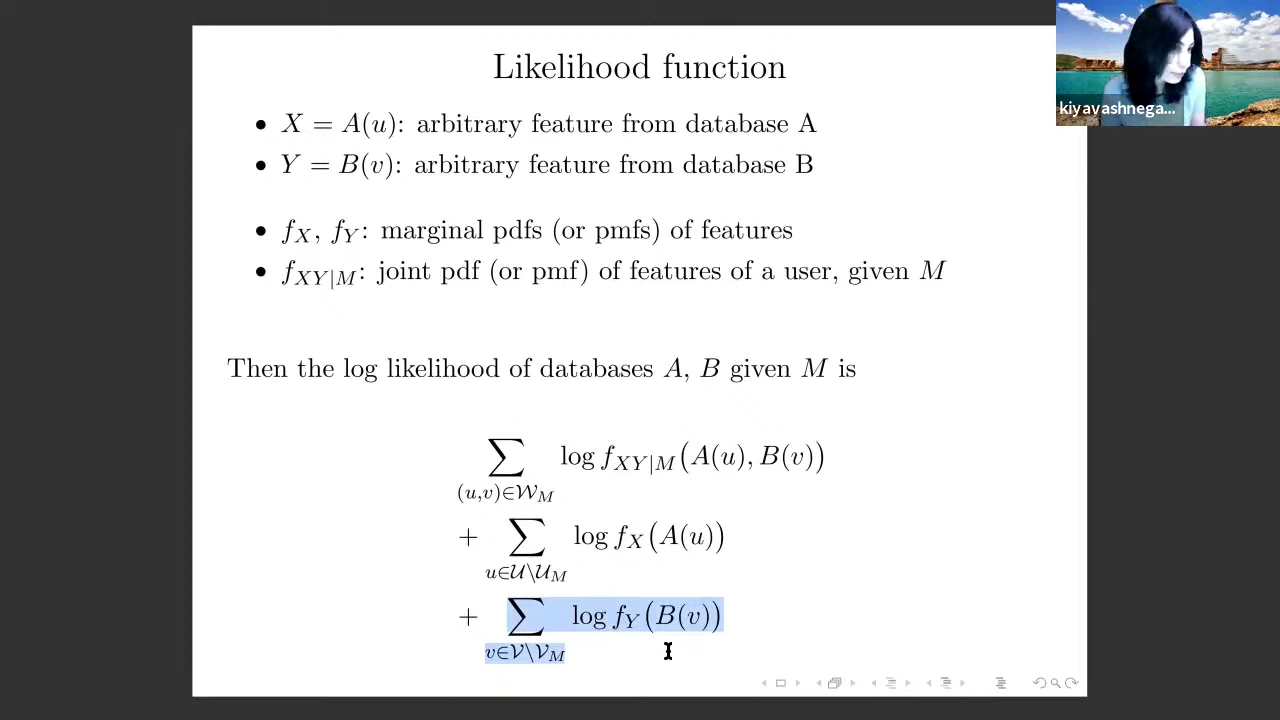 Likelihood function
kiyavashnega...
• X = A(u): arbitrary feature from database A
• Y = B(v): arbitrary feature from database B
• f_X, f_Y: marginal pdfs (or pmfs) of features
• f_{XY|M}: joint pdf (or pmf) of features of a user, given M
Then the log likelihood of databases A, B given M is
∑_{(u,v)∈𝒲_M} log f_{XY|M}(A(u), B(v))
+ ∑_{u∈𝒰\𝒰_M} log f_X(A(u))
+ ∑_{v∈𝒱\𝒱_M} log f_Y(B(v))